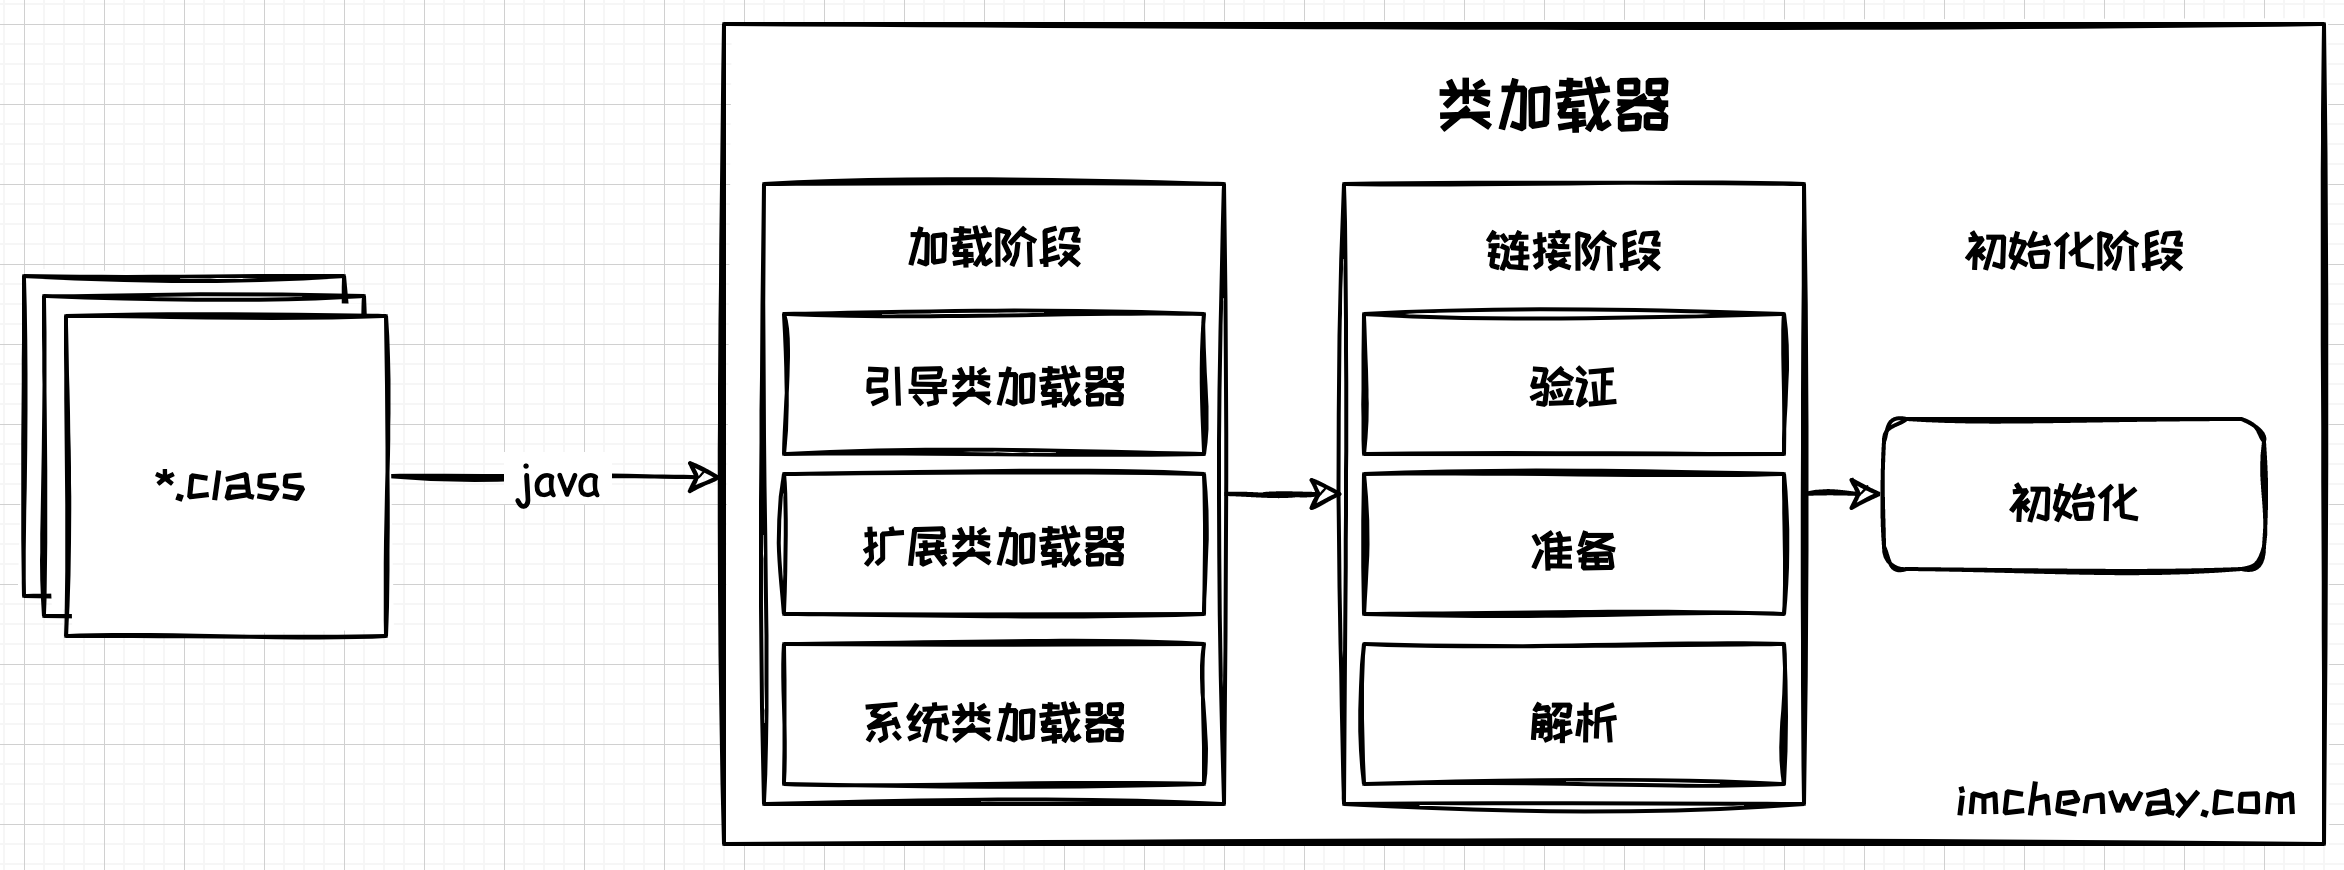 类加载器
加载阶段
引导类加载器
扩展类加载器
系统类加载器
链接阶段
验证
准备
解析
初始化阶段
初始化
*.class
java
imchenway.com